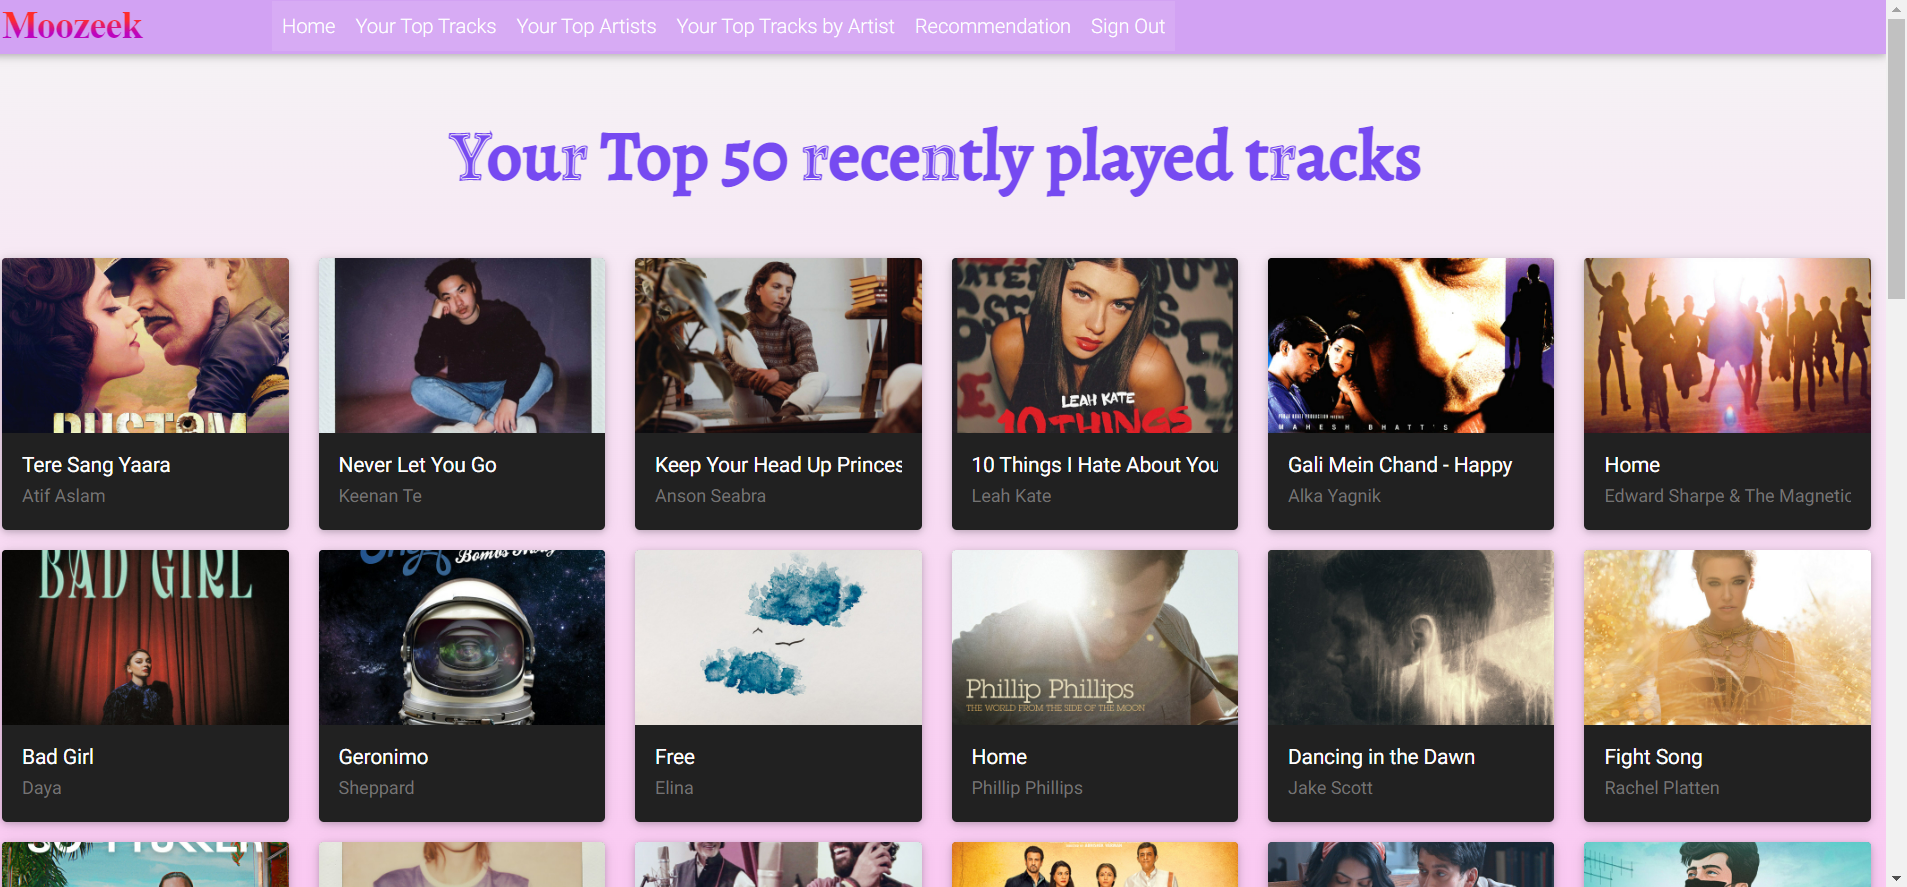 Moozeek
Home Your Top Tracks Your Top Artists Your Top Tracks by Artist Recommendation Sign Out
Your Top 50 recently played tracks
RUSTOM
LEAH KATE
10 THINGS
MAHESH BHATT'S
Tere Sang Yaara
Atif Aslam
Never Let You Go
Keenan Te
Keep Your Head Up Princes
Anson Seabra
10 Things I Hate About You
Leah Kate
Gali Mein Chand - Happy
Alka Yagnik
Home
Edward Sharpe & The Magnetic
BAD GIRL
Phillip Phillips
THE WORLD FROM THE SIDE OF THE MOON
Bad Girl
Daya
Geronimo
Sheppard
Free
Elina
Home
Phillip Phillips
Dancing in the Dawn
Jake Scott
Fight Song
Rachel Platten